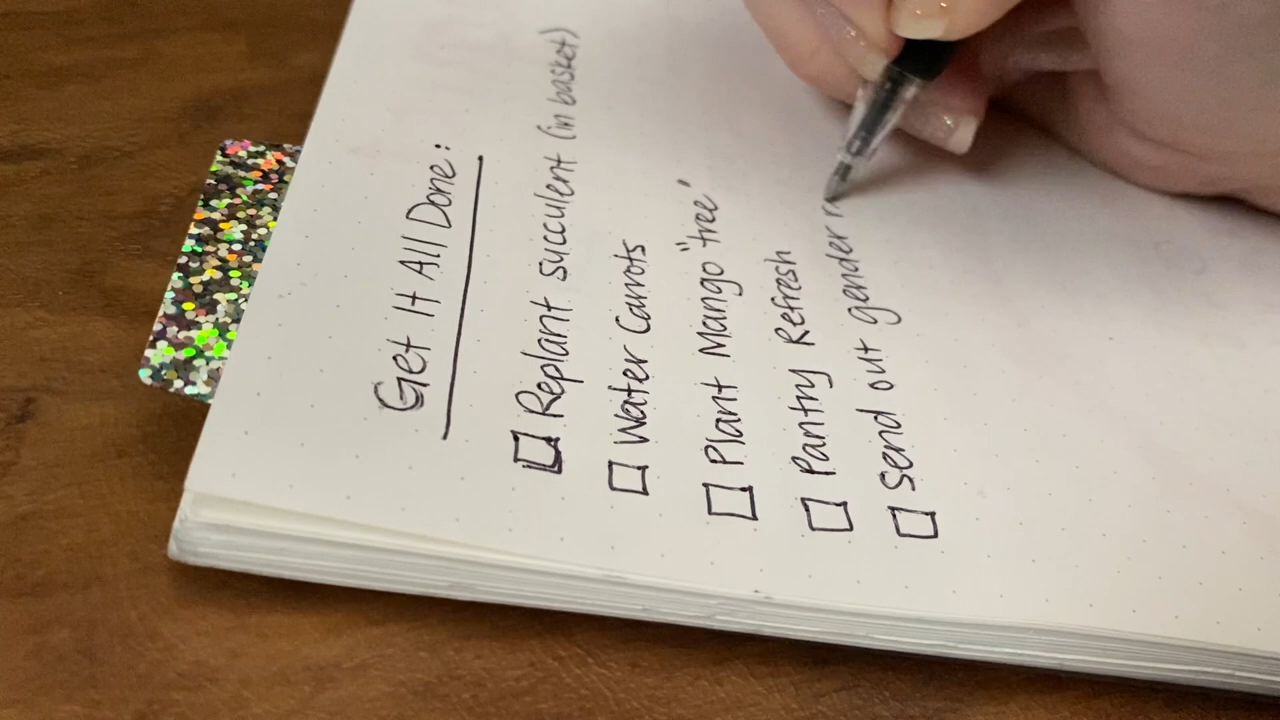 Get It All Done:
Replant succulent (in basket)
Water Carrots
Plant Mango "tree"
Pantry Refresh
Send out gender r